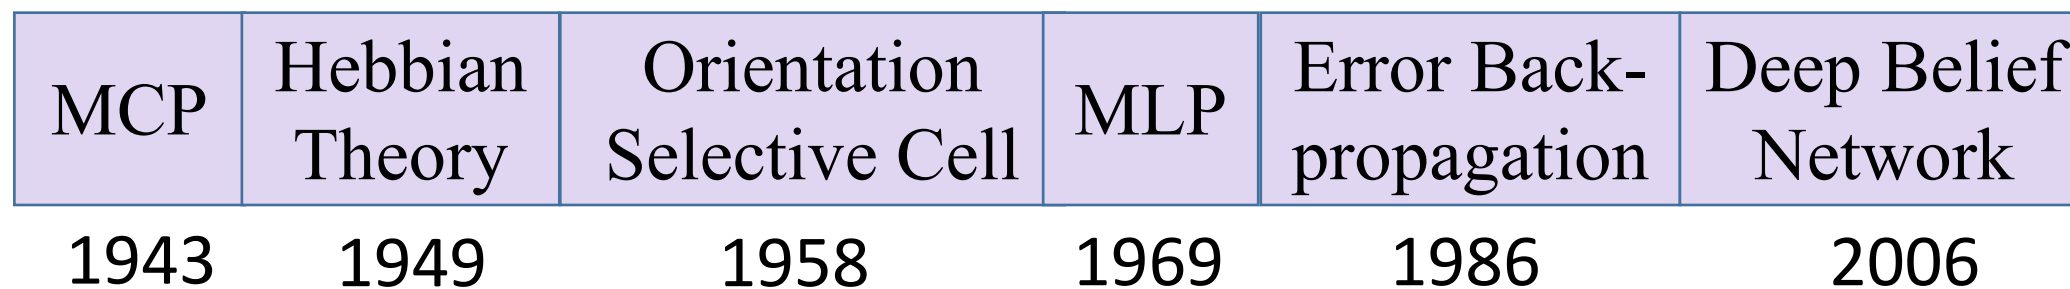 MCP
Hebbian
Theory
Orientation
Selective Cell
MLP
Error Back-
propagation
Deep Belief
Network
1943
1949
1958
1969
1986
2006